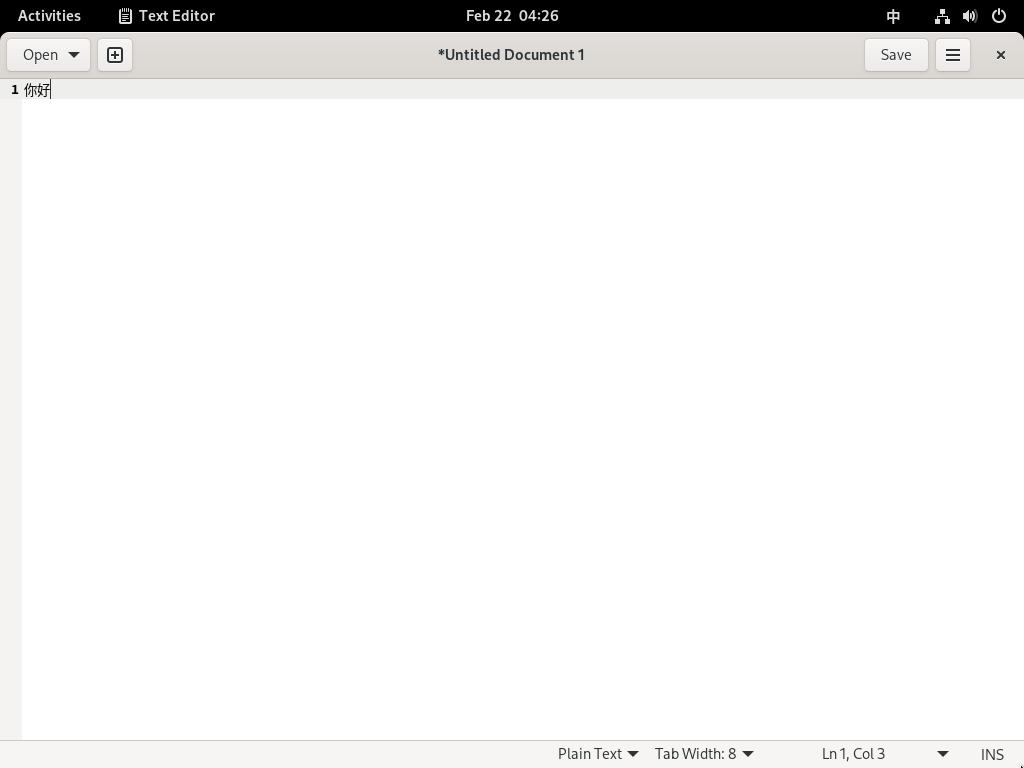 Activities Text Editor Feb 22 04:26 中
Open *Untitled Document 1 Save
1 你好
Plain Text Tab Width: 8 Ln 1, Col 3 INS